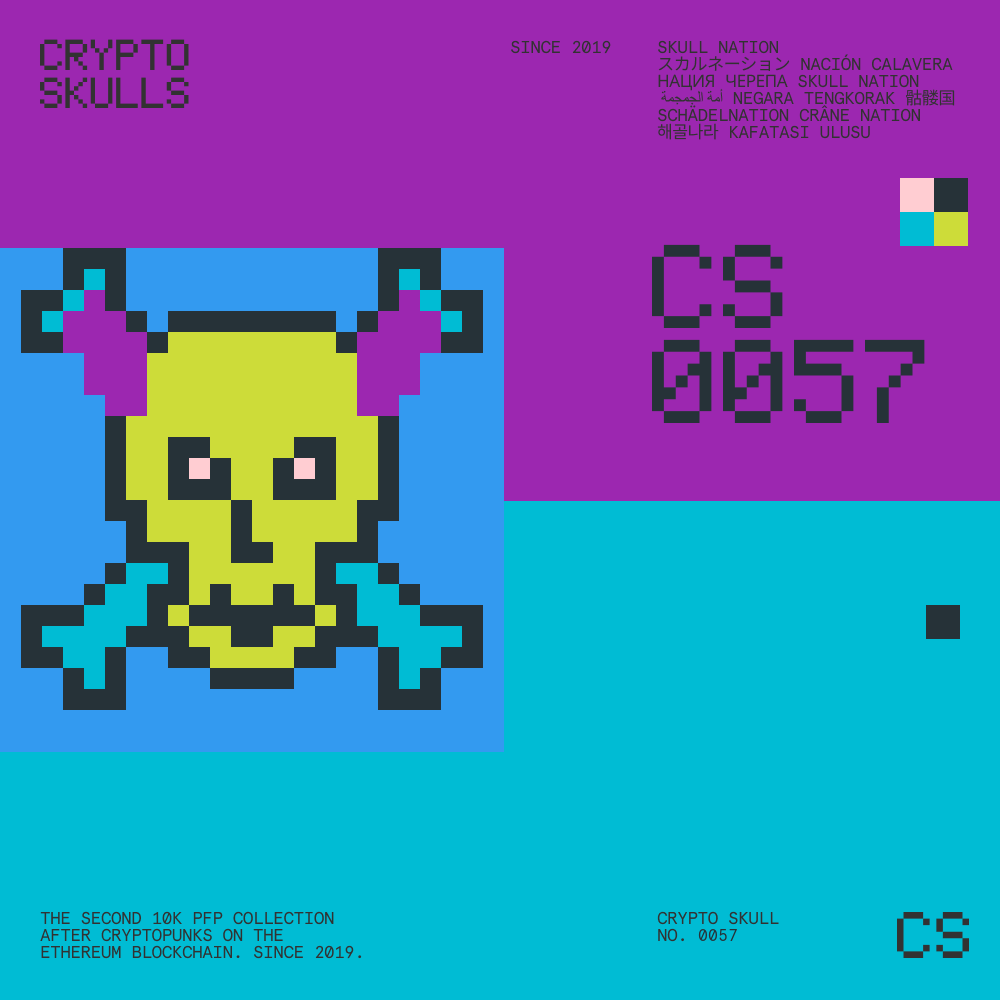 CRYPTO
SKULLS
SINCE 2019
SKULL NATION
スカルネーション NACIÓN CALAVERA
НАЦИЯ ЧЕРЕПА SKULL NATION
أمة الجمجمة NEGARA TENGKORAK 骷髅国
SCHÄDELNATION CRÂNE NATION
해골나라 KAFATASI ULUSU
CS
0057
THE SECOND 10K PFP COLLECTION
AFTER CRYPTOPUNKS ON THE
ETHEREUM BLOCKCHAIN. SINCE 2019.
CRYPTO SKULL
NO. 0057
CS